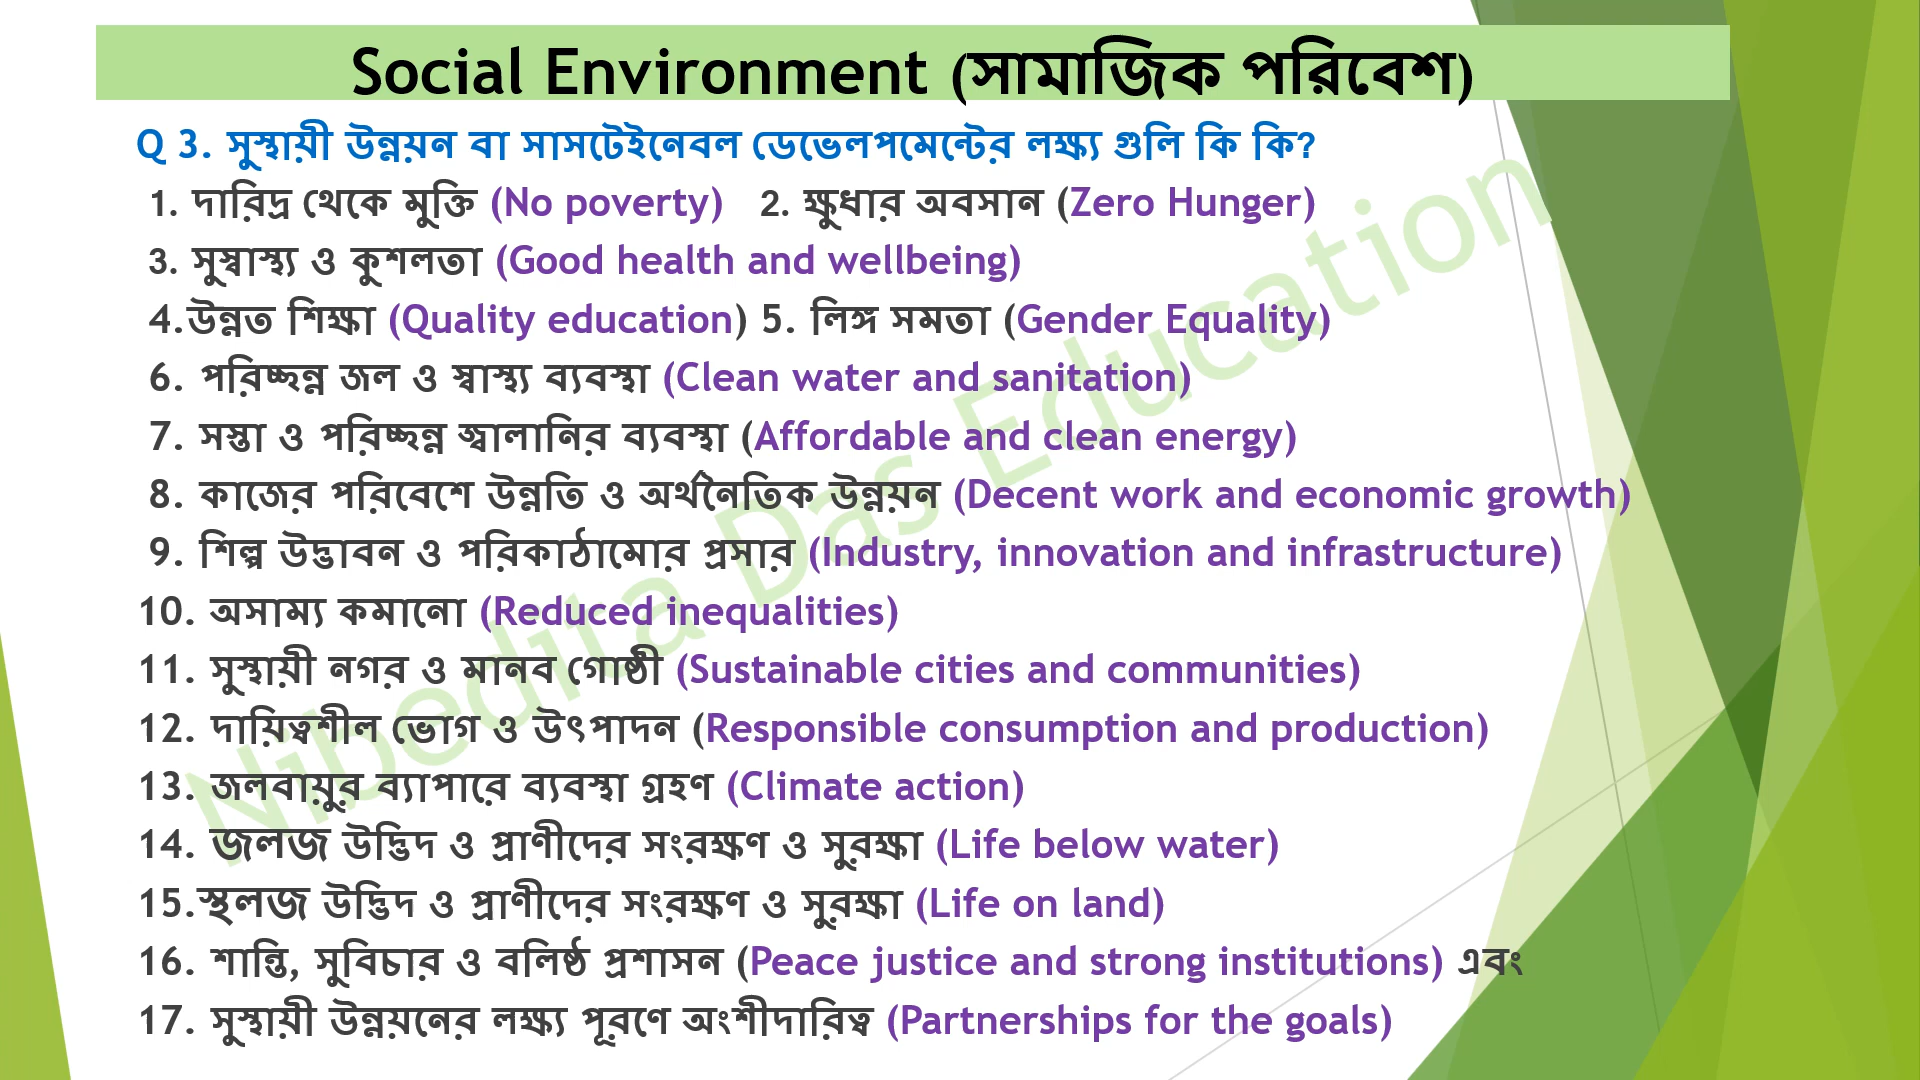 Social Environment (সামাজিক পরিবেশ)
Q 3. সুস্থায়ী উন্নয়ন বা সাসটেইনেবল ডেভেলপমেন্টের লক্ষ্য গুলি কি কি?
1. দারিদ্র থেকে মুক্তি (No poverty) 2. ক্ষুধার অবসান (Zero Hunger)
3. সুস্বাস্থ্য ও কুশলতা (Good health and wellbeing)
4.উন্নত শিক্ষা (Quality education) 5. লিঙ্গ সমতা (Gender Equality)
6. পরিচ্ছন্ন জল ও স্বাস্থ্য ব্যবস্থা (Clean water and sanitation)
7. সস্তা ও পরিচ্ছন্ন জ্বালানির ব্যবস্থা (Affordable and clean energy)
8. কাজের পরিবেশে উন্নতি ও অর্থনৈতিক উন্নয়ন (Decent work and economic growth)
9. শিল্প উদ্ভাবন ও পরিকাঠামোর প্রসার (Industry, innovation and infrastructure)
10. অসাম্য কমানো (Reduced inequalities)
11. সুস্থায়ী নগর ও মানব গোষ্ঠী (Sustainable cities and communities)
12. দায়িত্বশীল ভোগ ও উৎপাদন (Responsible consumption and production)
13. জলবায়ুর ব্যাপারে ব্যবস্থা গ্রহণ (Climate action)
14. জলজ উদ্ভিদ ও প্রাণীদের সংরক্ষণ ও সুরক্ষা (Life below water)
15.স্থলজ উদ্ভিদ ও প্রাণীদের সংরক্ষণ ও সুরক্ষা (Life on land)
16. শান্তি, সুবিচার ও বলিষ্ঠ প্রশাসন (Peace justice and strong institutions) এবং
17. সুস্থায়ী উন্নয়নের লক্ষ্য পূরণে অংশীদারিত্ব (Partnerships for the goals)
Nibedita Das Education